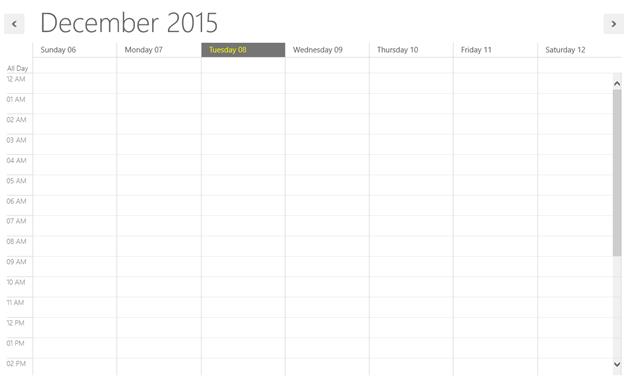 December 2015
Sunday 06 Monday 07 Tuesday 08 Wednesday 09 Thursday 10 Friday 11 Saturday 12
All Day
12 AM
01 AM
02 AM
03 AM
04 AM
05 AM
06 AM
07 AM
08 AM
09 AM
10 AM
11 AM
12 PM
01 PM
02 PM